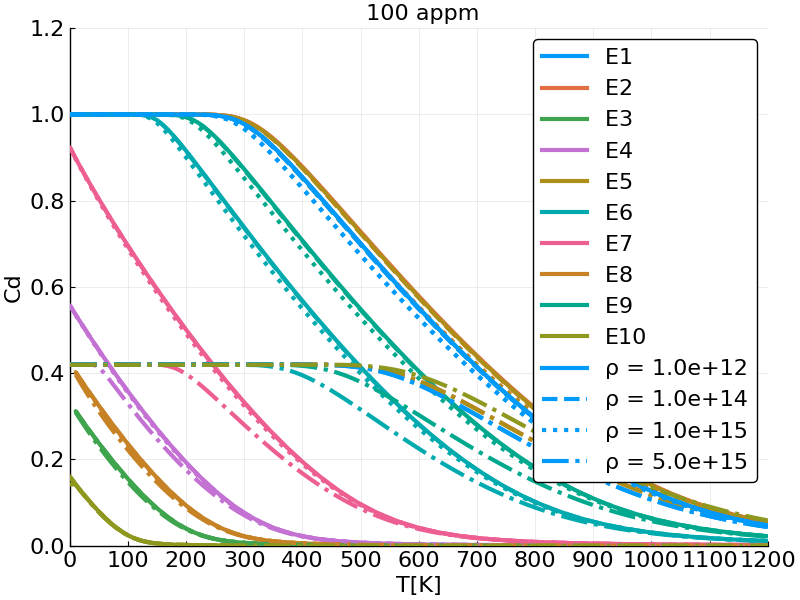 100 appm
Cd
1.2
1.0
0.8
0.6
0.4
0.2
0.0
E1
E2
E3
E4
E5
E6
E7
E8
E9
E10
ρ = 1.0e+12
ρ = 1.0e+14
ρ = 1.0e+15
ρ = 5.0e+15
0 100 200 300 400 500 600 700 800 900 1000 1100 1200
T[K]